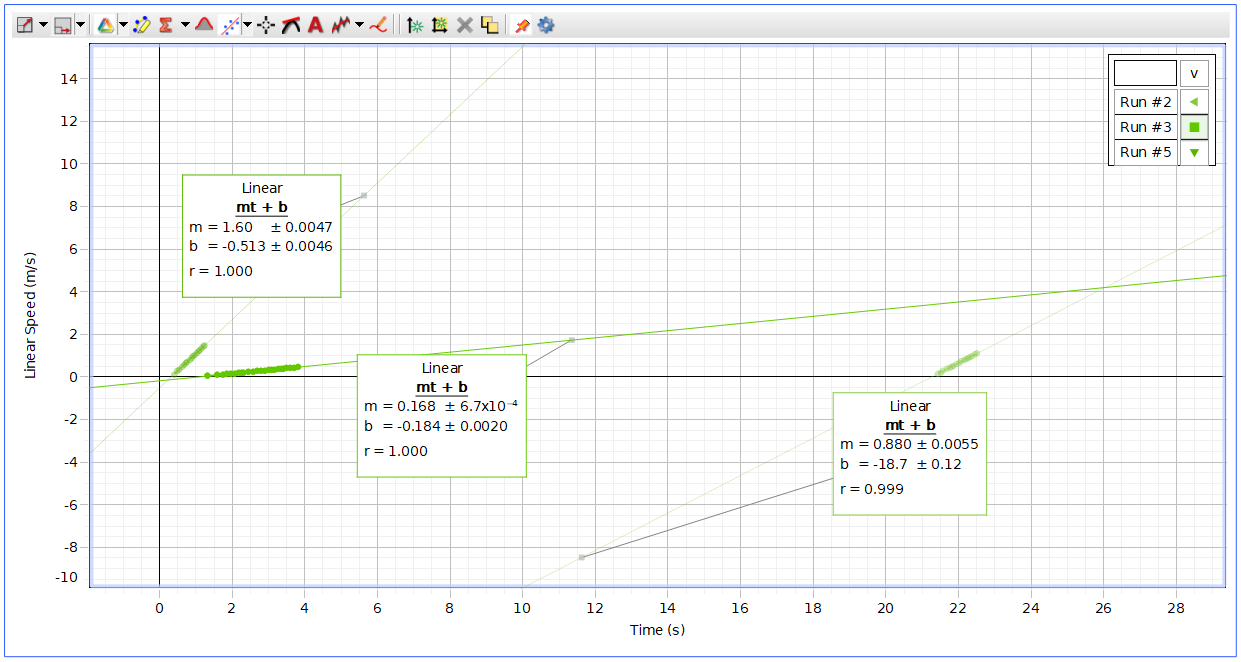 v
Run #2
Run #3
Run #5
14
12
10
8
6
4
2
0
-2
-4
-6
-8
-10
Linear Speed (m/s)
Linear
mt + b
m = 1.60 ± 0.0047
b = -0.513 ± 0.0046
r = 1.000
Linear
mt + b
m = 0.168 ± 6.7x10⁻⁴
b = -0.184 ± 0.0020
r = 1.000
Linear
mt + b
m = 0.880 ± 0.0055
b = -18.7 ± 0.12
r = 0.999
0 2 4 6 8 10 12 14 16 18 20 22 24 26 28
Time (s)